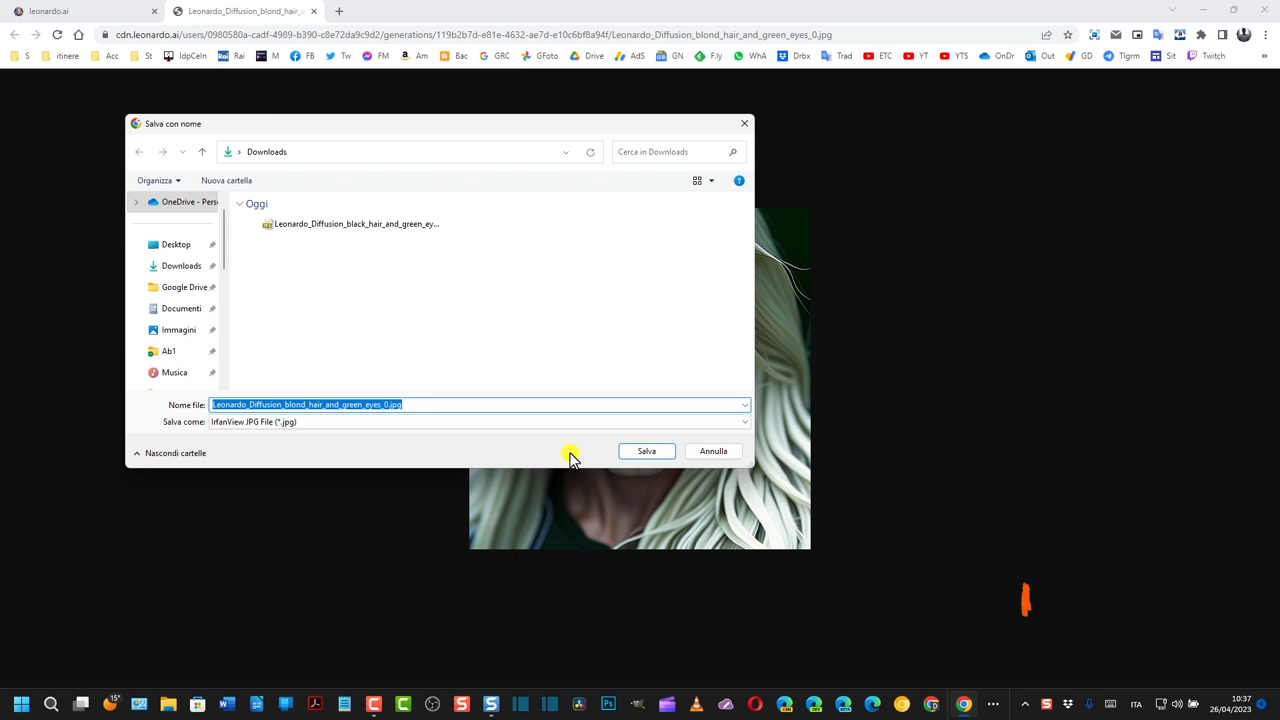 leonardo.ai
Leonardo_Diffusion_blond_hair_a
cdn.leonardo.ai/users/098058da-cadf-4989-b390-c8e72da9c9d2/generations/119b2b7d-e81e-4632-ae7d-e10c6bf8a94f/Leonardo_Diffusion_blond_hair_and_green_eyes_0.jpg
S itinere Acc St IdpCeIn Rai M FB Tw FM Am Bac GRC GFoto Drive AdS GN F.ly WhA Drbx Trad ETC YT YTS OnDr Out GD Tlgrm Sit Twitch »
Salva con nome
Downloads
Cerca in Downloads
Organizza
Nuova cartella
OneDrive - Perso
Oggi
Leonardo_Diffusion_black_hair_and_green_ey...
Desktop
Downloads
Google Drive
Documenti
Immagini
Ab1
Musica
Nome file: Leonardo_Diffusion_blond_hair_and_green_eyes_0.jpg
Salva come: IrfanView JPG File (*.jpg)
Nascondi cartelle
Salva
Annulla
15°
ITA
10:37
26/04/2023